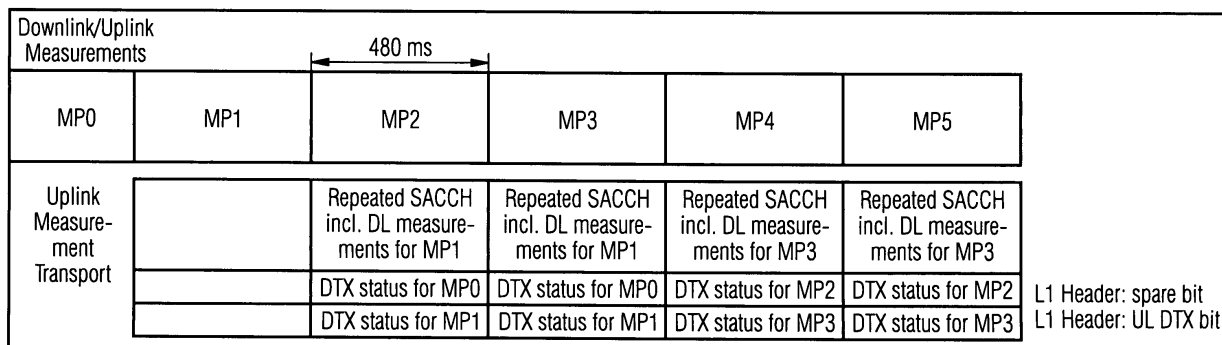 Downlink/Uplink
Measurements
480 ms
MP0 MP1 MP2 MP3 MP4 MP5
Uplink
Measure-
ment
Transport
Repeated SACCH
incl. DL measure-
ments for MP1
Repeated SACCH
incl. DL measure-
ments for MP1
Repeated SACCH
incl. DL measure-
ments for MP3
Repeated SACCH
incl. DL measure-
ments for MP3
DTX status for MP0 DTX status for MP0 DTX status for MP2 DTX status for MP2 L1 Header: spare bit
DTX status for MP1 DTX status for MP1 DTX status for MP3 DTX status for MP3 L1 Header: UL DTX bit